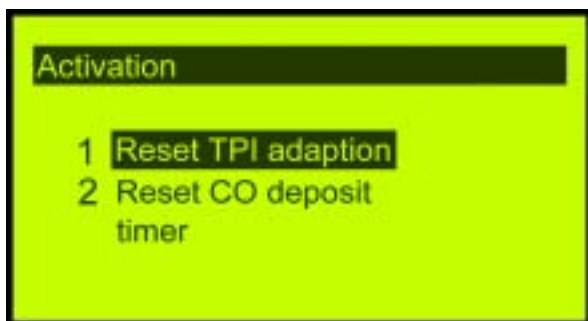 Activation
1 Reset TPI adaption
2 Reset CO deposit
timer